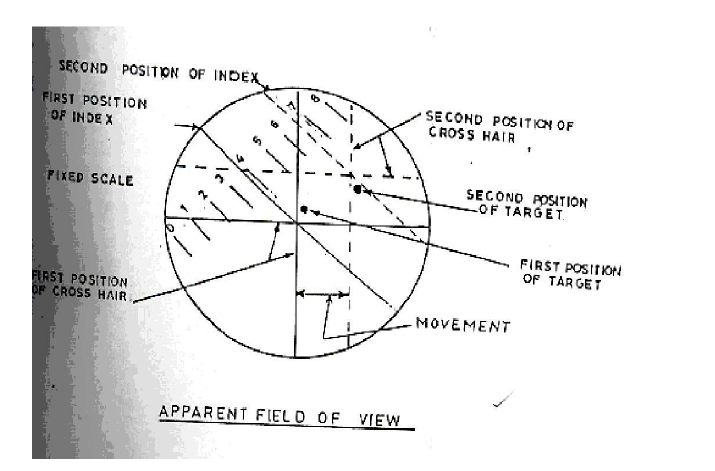 SECOND POSITION OF INDEX
FIRST POSITION
OF INDEX
SECOND POSITION OF
CROSS HAIR
FIXED SCALE
0 1 2 3 4 5 6 7 8
SECOND POSITION
OF TARGET
FIRST POSITION
OF TARGET
FIRST POSITION
OF CROSS HAIR
MOVEMENT
APPARENT FIELD OF VIEW